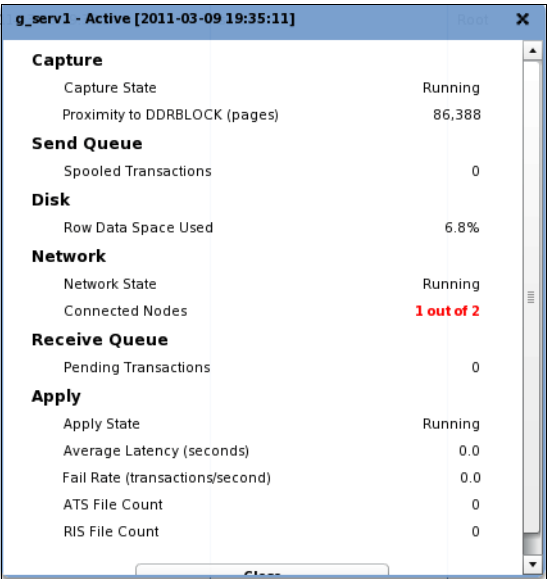 g_serv1 - Active [2011-03-09 19:35:11]
Capture
Capture State Running
Proximity to DDRBLOCK (pages) 86,388
Send Queue
Spooled Transactions 0
Disk
Row Data Space Used 6.8%
Network
Network State Running
Connected Nodes 1 out of 2
Receive Queue
Pending Transactions 0
Apply
Apply State Running
Average Latency (seconds) 0.0
Fail Rate (transactions/second) 0.0
ATS File Count 0
RIS File Count 0
Close